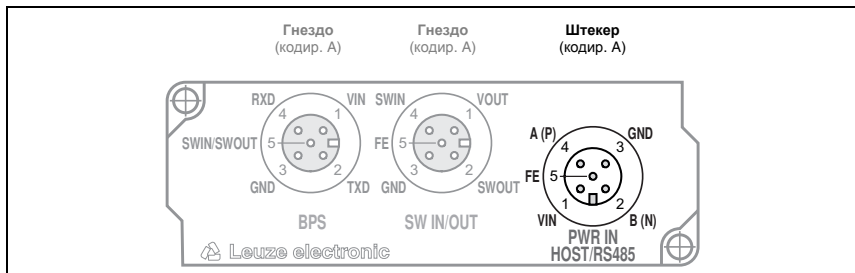 Гнездо Гнездо Штекер
(кодир. A) (кодир. A) (кодир. A)
RXD VIN SWIN VOUT
4 1 4 1
A (P) GND
4 3
SWIN/SWOUT 5 FE 5
FE 5
3 2 3 2
GND TXD GND SWOUT
1 2
VIN B (N)
BPS SW IN/OUT PWR IN
HOST/RS485
Leuze electronic